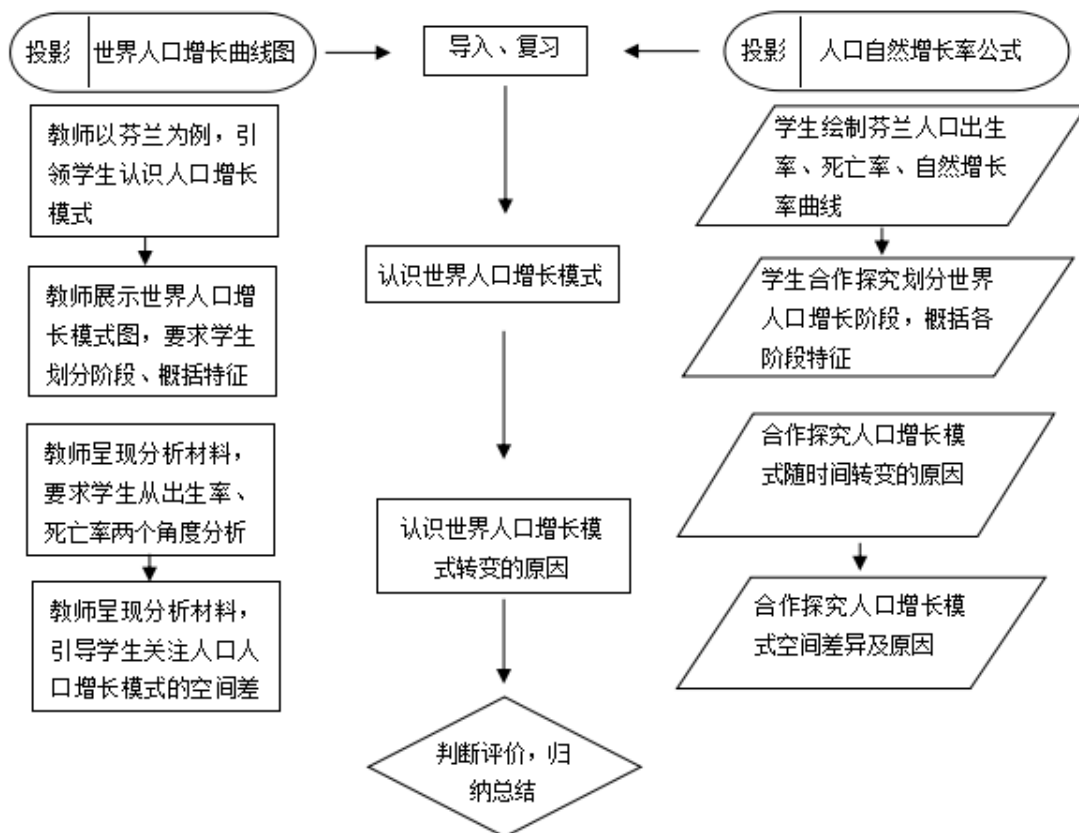 投影 世界人口增长曲线图
导入、复习
投影 人口自然增长率公式
教师以芬兰为例，引
领学生认识人口增长
模式
学生绘制芬兰人口出生
率、死亡率、自然增长
率曲线
认识世界人口增长模式
教师展示世界人口增
长模式图，要求学生
划分阶段、概括特征
学生合作探究划分世界
人口增长阶段，概括各
阶段特征
教师呈现分析材料，
要求学生从出生率、
死亡率两个角度分析
合作探究人口增长模
式随时间转变的原因
认识世界人口增长模
式转变的原因
教师呈现分析材料，
引导学生关注人口人
口增长模式的空间差
合作探究人口增长模
式空间差异及原因
判断评价，归
纳总结